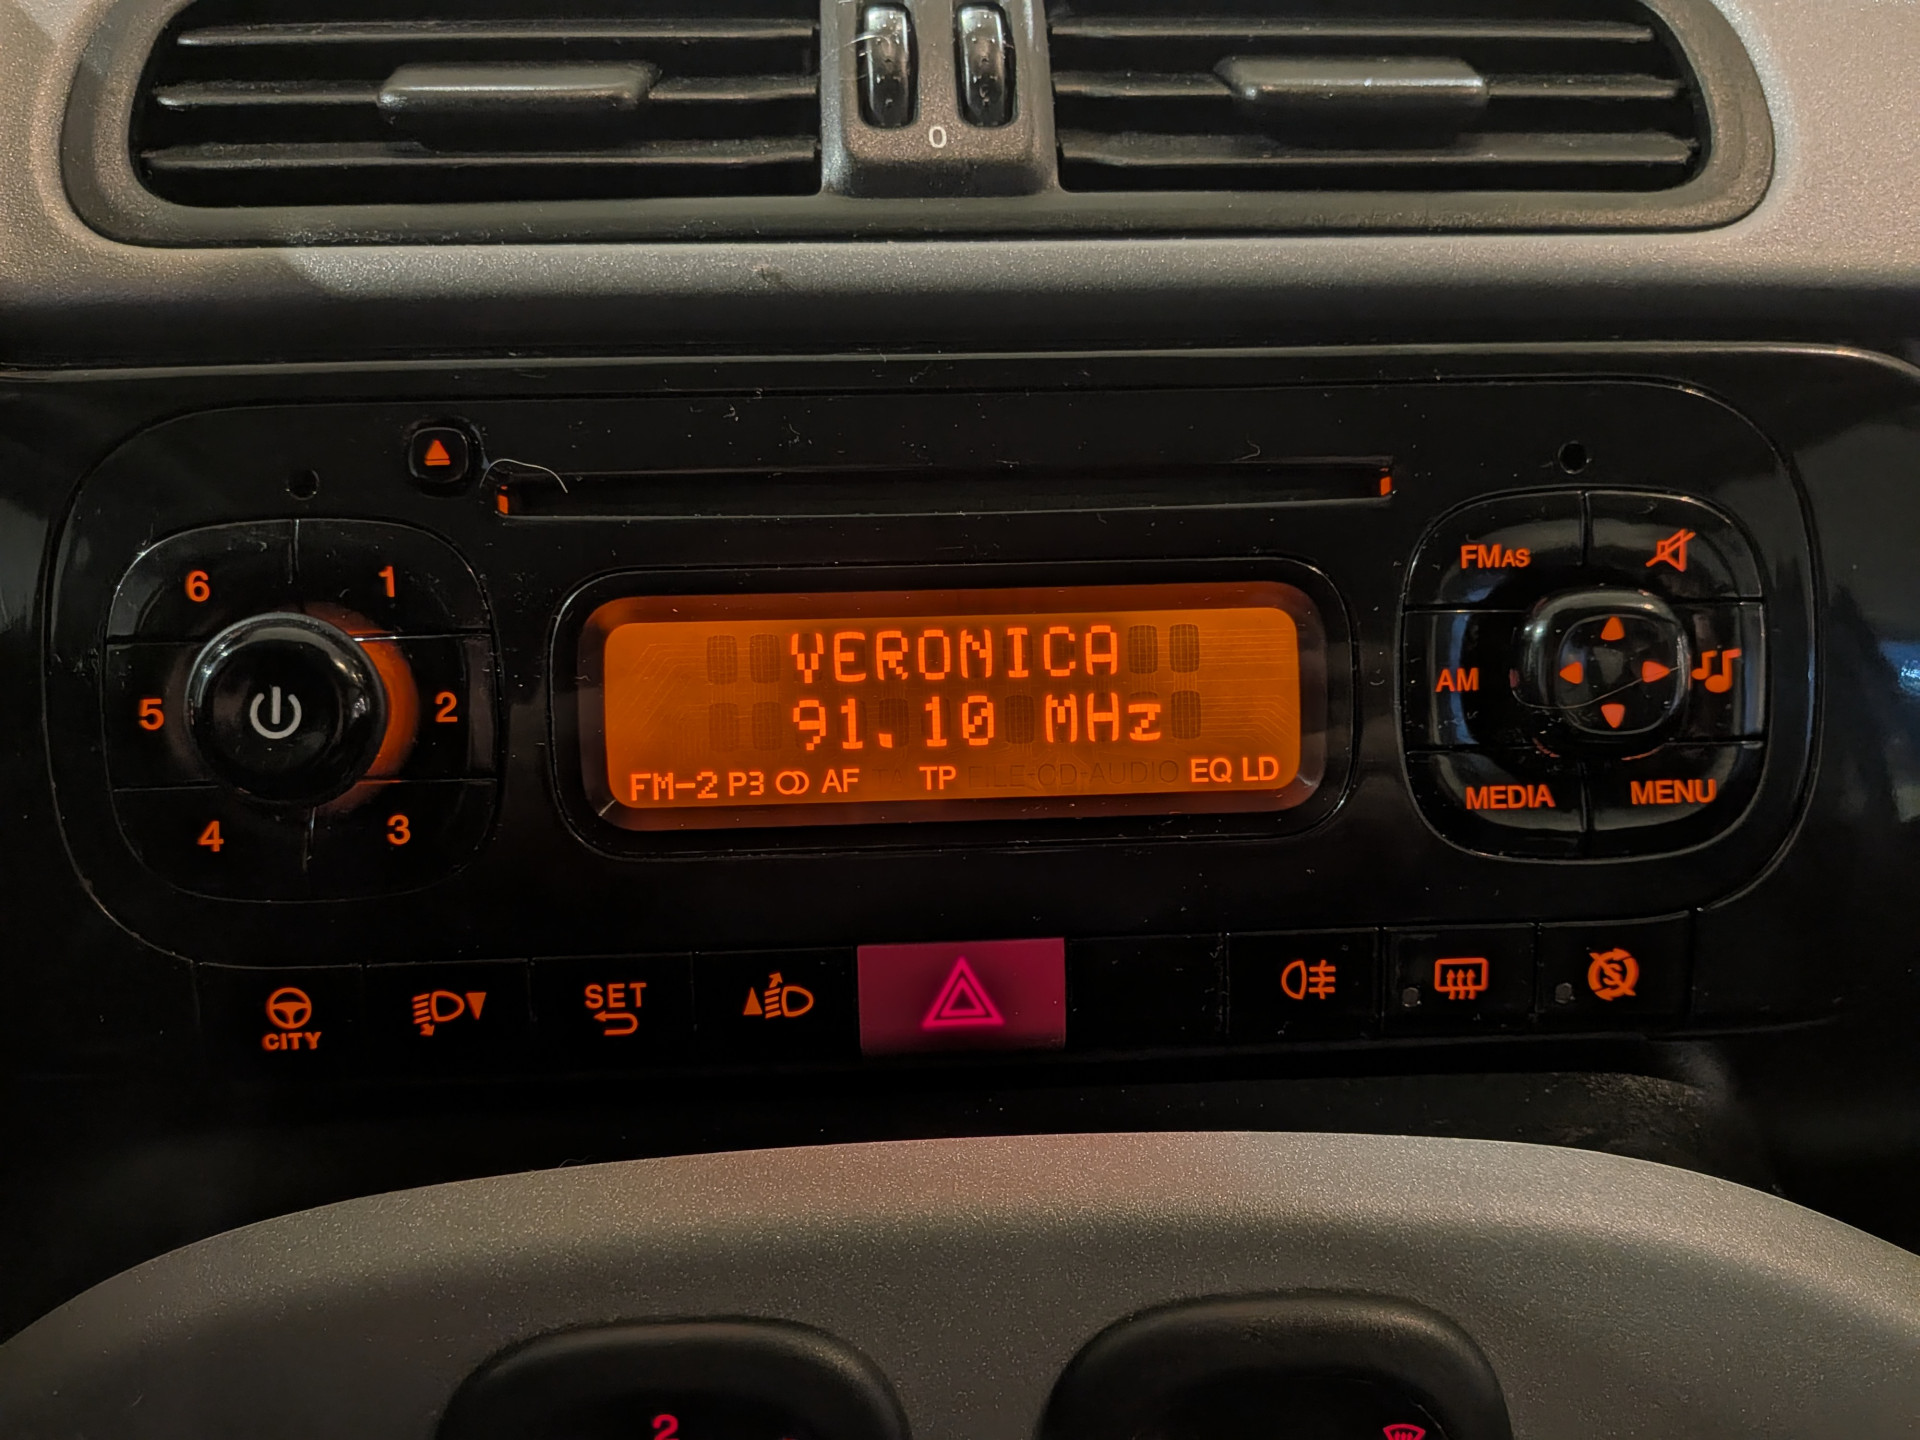 0
6 1
FMAS
VERONICA
5 2
AM
91.10 MHz
FM-2 P3 AF TP EQ LD
4 3
MEDIA MENU
SET
CITY
2